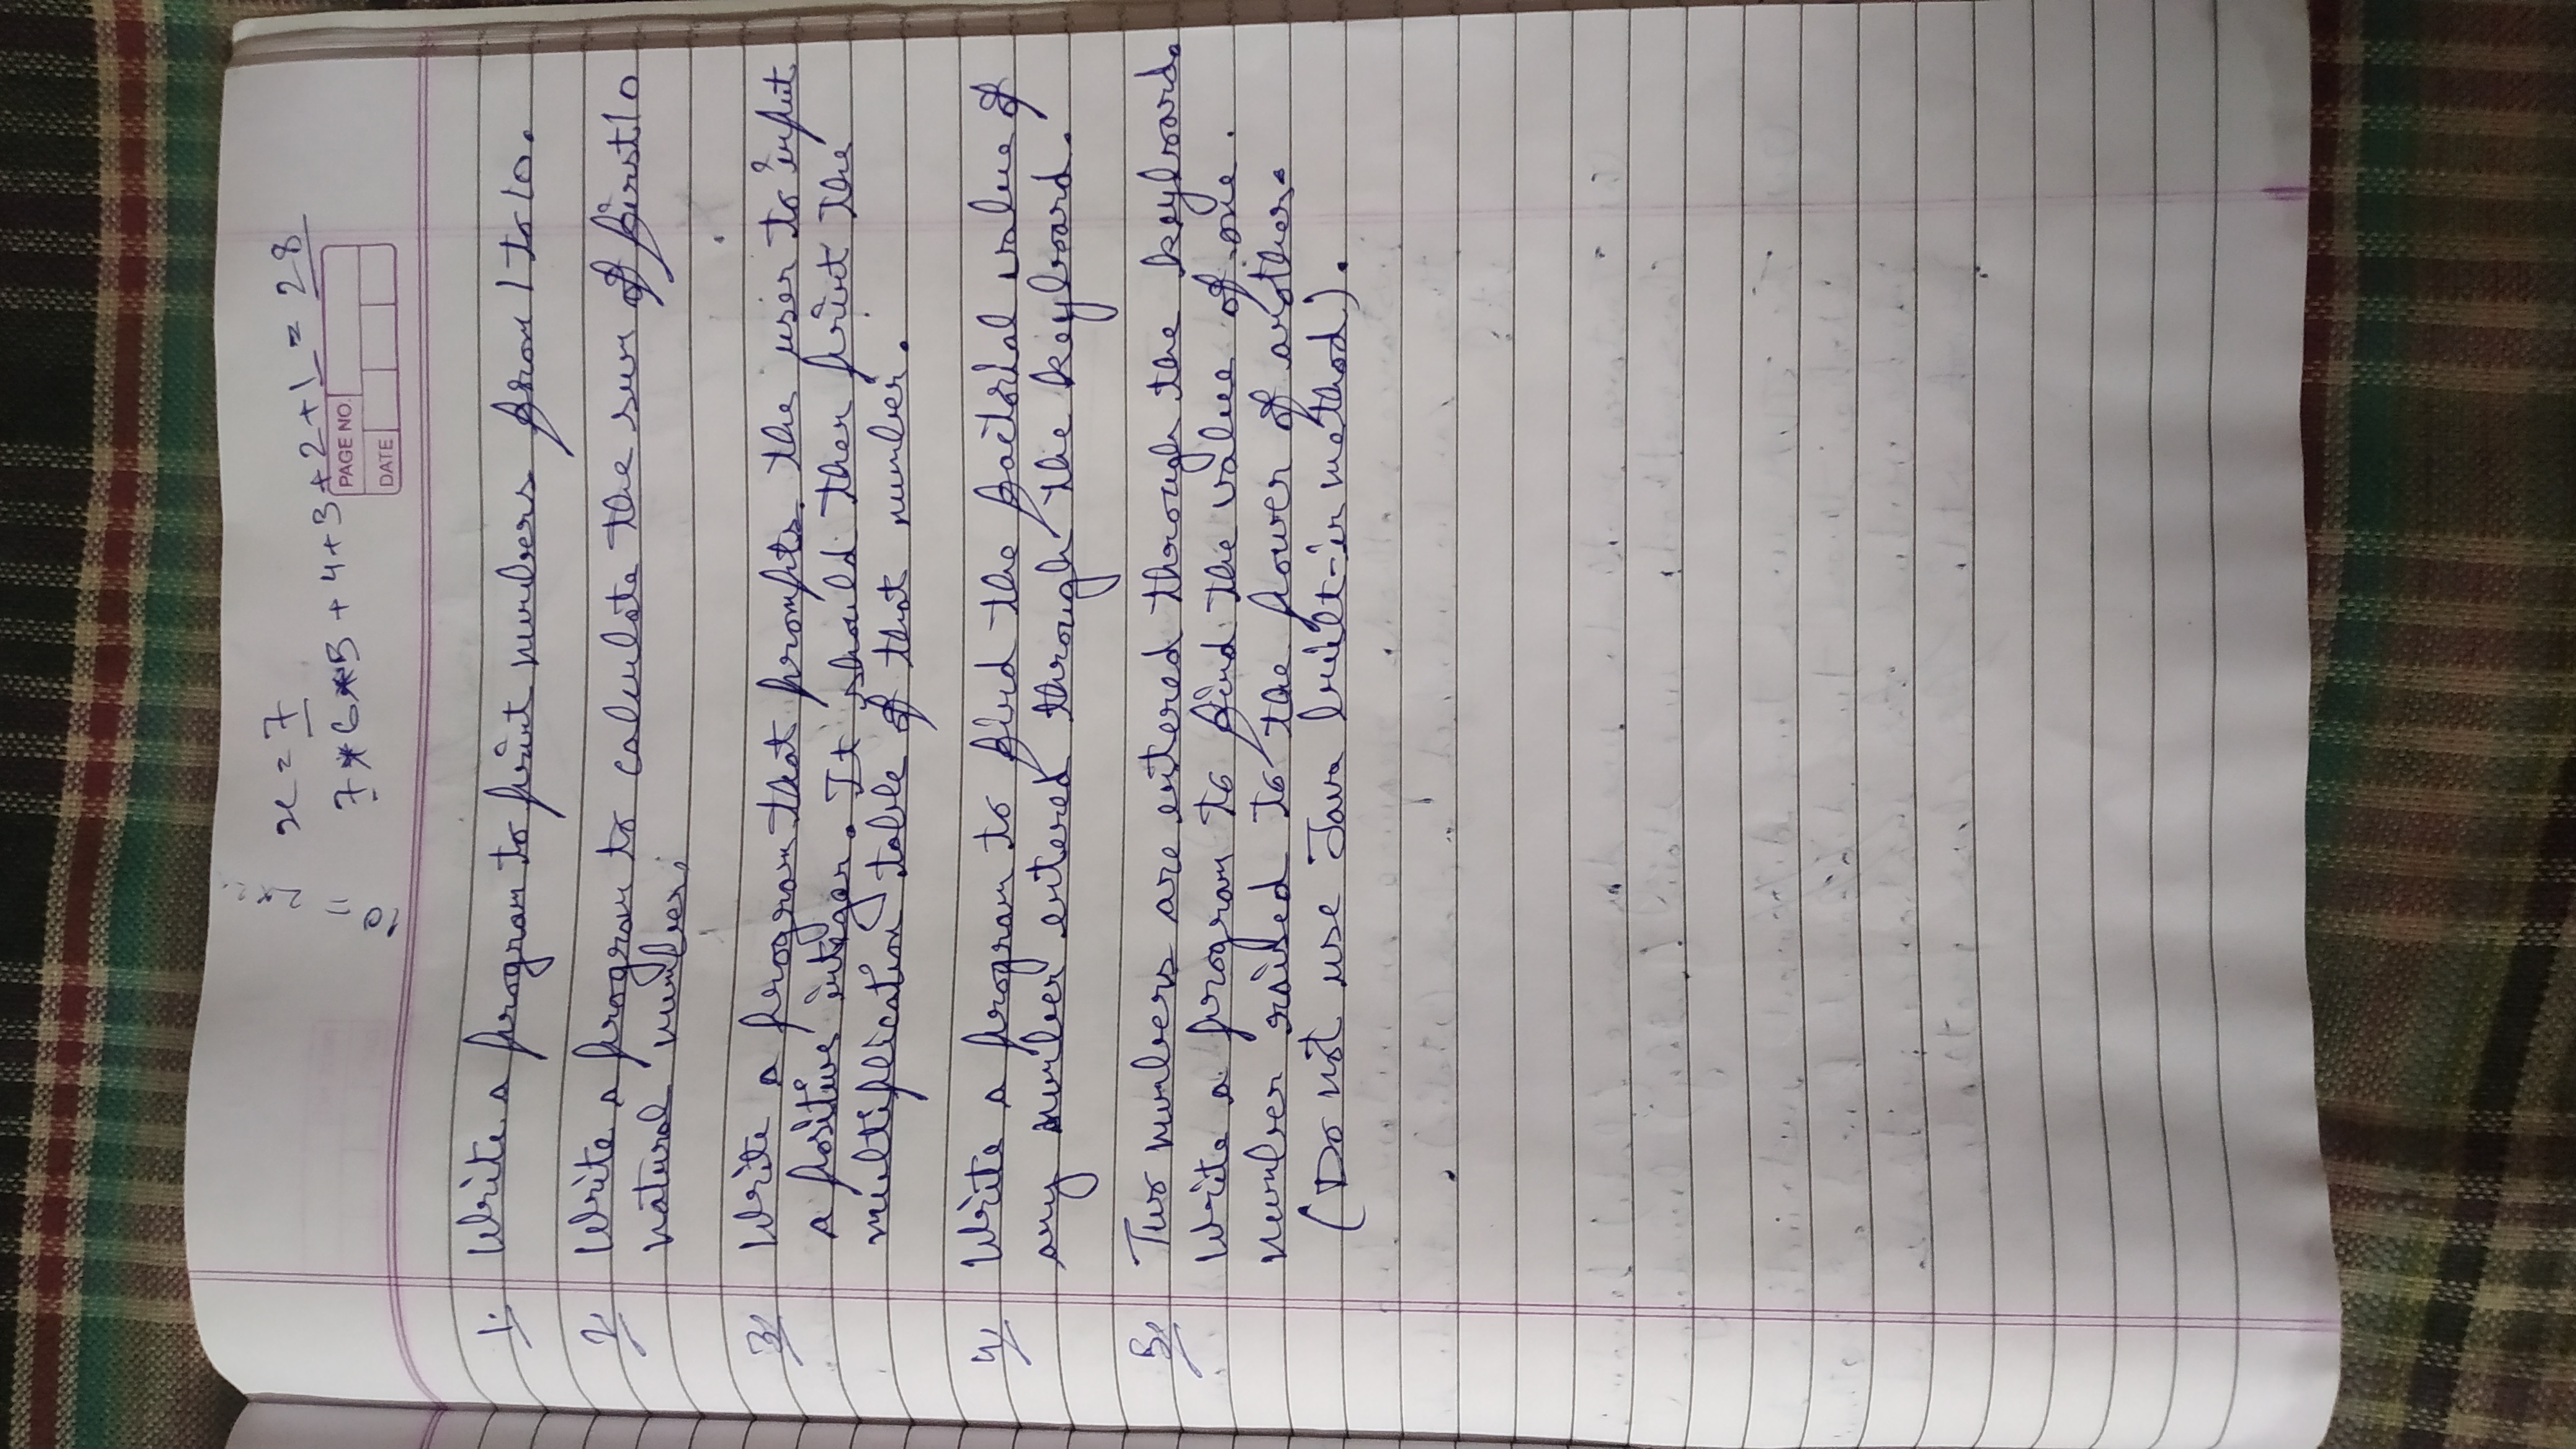 x = 7
7 * 6 * 5 + 4 + 3 + 2 + 1 = 28
10 =
PAGE NO.
DATE
1. Write a program to print numbers from 1 to 10.
2. Write a program to calculate the sum of first 10
natural number.
3. Write a program that prompts the user to input
a positive integer. It should then print the
multiplication table of that number.
4. Write a program to find the factorial value of
any number entered through the keyboard.
5. Two numbers are entered through the keyboard.
Write a program to find the value of one
number raised to the power of another.
(Do not use Java built-in method).